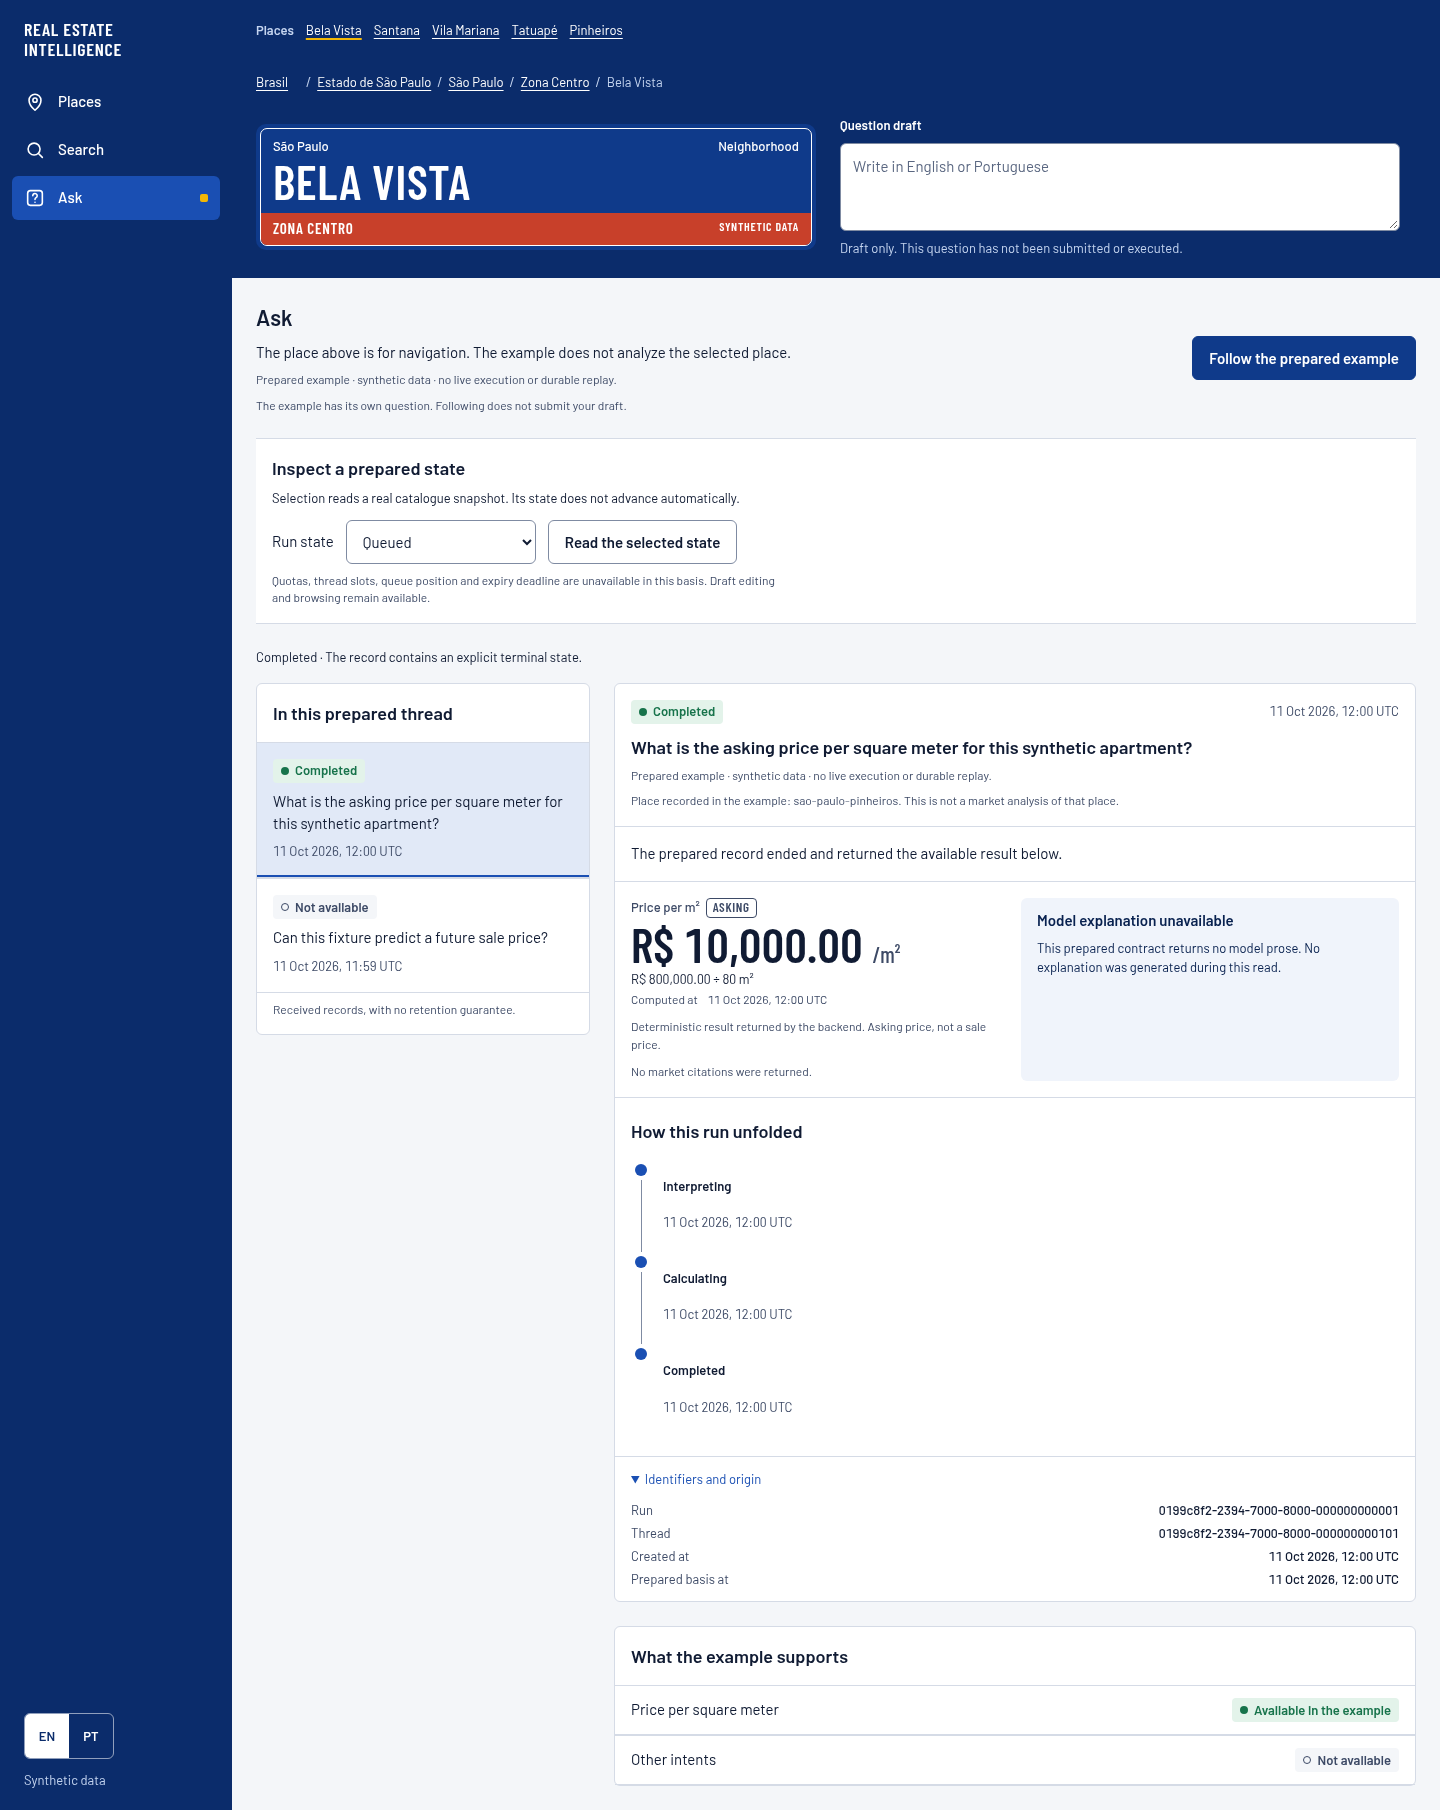 REAL ESTATE
INTELLIGENCE
Places
Search
Ask
EN PT
Synthetic data
Places Bela Vista Santana Vila Mariana Tatuapé Pinheiros
Brasil / Estado de São Paulo / São Paulo / Zona Centro / Bela Vista
São Paulo Neighborhood
BELA VISTA
ZONA CENTRO SYNTHETIC DATA
Question draft
Write in English or Portuguese
Draft only. This question has not been submitted or executed.
Ask
The place above is for navigation. The example does not analyze the selected place.
Prepared example · synthetic data · no live execution or durable replay.
The example has its own question. Following does not submit your draft.
Follow the prepared example
Inspect a prepared state
Selection reads a real catalogue snapshot. Its state does not advance automatically.
Run state Queued Read the selected state
Quotas, thread slots, queue position and expiry deadline are unavailable in this basis. Draft editing
and browsing remain available.
Completed · The record contains an explicit terminal state.
In this prepared thread
Completed
What is the asking price per square meter for
this synthetic apartment?
11 Oct 2026, 12:00 UTC
Not available
Can this fixture predict a future sale price?
11 Oct 2026, 11:59 UTC
Received records, with no retention guarantee.
Completed 11 Oct 2026, 12:00 UTC
What is the asking price per square meter for this synthetic apartment?
Prepared example · synthetic data · no live execution or durable replay.
Place recorded in the example: sao-paulo-pinheiros. This is not a market analysis of that place.
The prepared record ended and returned the available result below.
Price per m² ASKING
R$ 10,000.00 /m²
R$ 800,000.00 ÷ 80 m²
Computed at 11 Oct 2026, 12:00 UTC
Deterministic result returned by the backend. Asking price, not a sale
price.
No market citations were returned.
Model explanation unavailable
This prepared contract returns no model prose. No
explanation was generated during this read.
How this run unfolded
Interpreting
11 Oct 2026, 12:00 UTC
Calculating
11 Oct 2026, 12:00 UTC
Completed
11 Oct 2026, 12:00 UTC
Identifiers and origin
Run 0199c8f2-2394-7000-8000-000000000001
Thread 0199c8f2-2394-7000-8000-000000000101
Created at 11 Oct 2026, 12:00 UTC
Prepared basis at 11 Oct 2026, 12:00 UTC
What the example supports
Price per square meter Available in the example
Other intents Not available